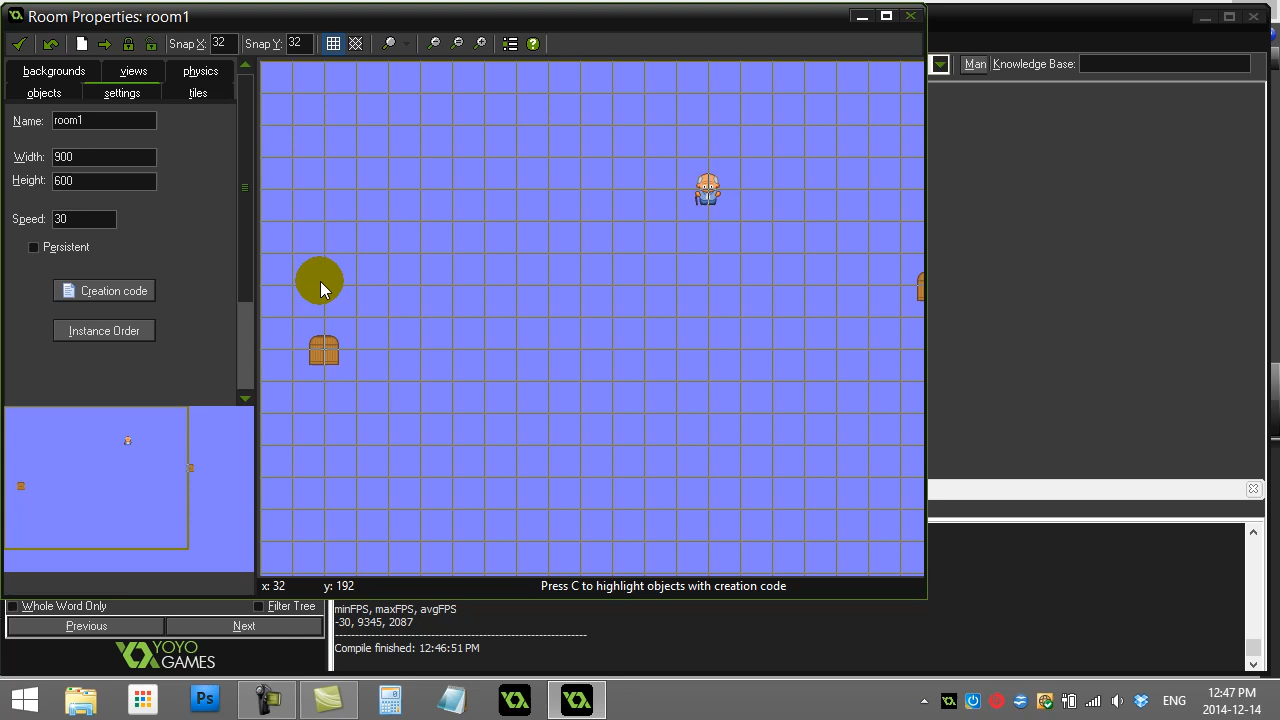 Room Properties: room1
Snap X: 32 Snap Y: 32
Man Knowledge Base:
backgrounds views physics
objects settings tiles
Name: room1
Width: 900
Height: 600
Speed: 30
Persistent
Creation code
Instance Order
x: 32 y: 192 Press C to highlight objects with creation code
Whole Word Only Filter Tree
Previous Next
YOYO GAMES
minFPS, maxFPS, avgFPS
-30, 9345, 2087
Compile finished: 12:46:51 PM
Ps
ENG
12:47 PM
2014-12-14